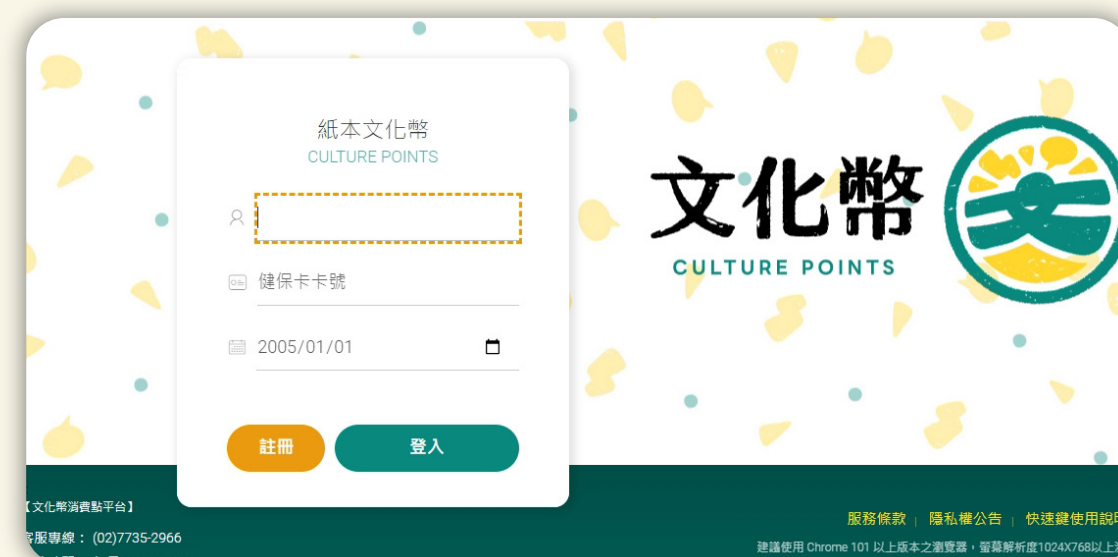 紙本文化幣
CULTURE POINTS
健保卡卡號
2005/01/01
註冊
登入
文化幣
CULTURE POINTS
【文化幣消費點平台】
客服專線： (02)7735-2966
服務條款 | 隱私權公告 | 快速鍵使用說明
建議使用 Chrome 101 以上版本之瀏覽器，螢幕解析度1024X768以上